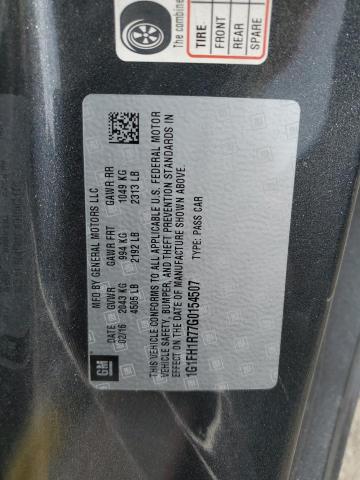 The combine
TIRE
FRONT
REAR
SPARE
MFD BY GENERAL MOTORS LLC
DATE GVWR GAWR FRT GAWR RR
02/16 2043 KG 994 KG 1049 KG
4505 LB 2192 LB 2313 LB
THIS VEHICLE CONFORMS TO ALL APPLICABLE U.S. FEDERAL MOTOR
VEHICLE SAFETY, BUMPER, AND THEFT PREVENTION STANDARDS IN
EFFECT ON THE DATE OF MANUFACTURE SHOWN ABOVE.
1G1FH1R77G0154507 TYPE: PASS CAR
GM